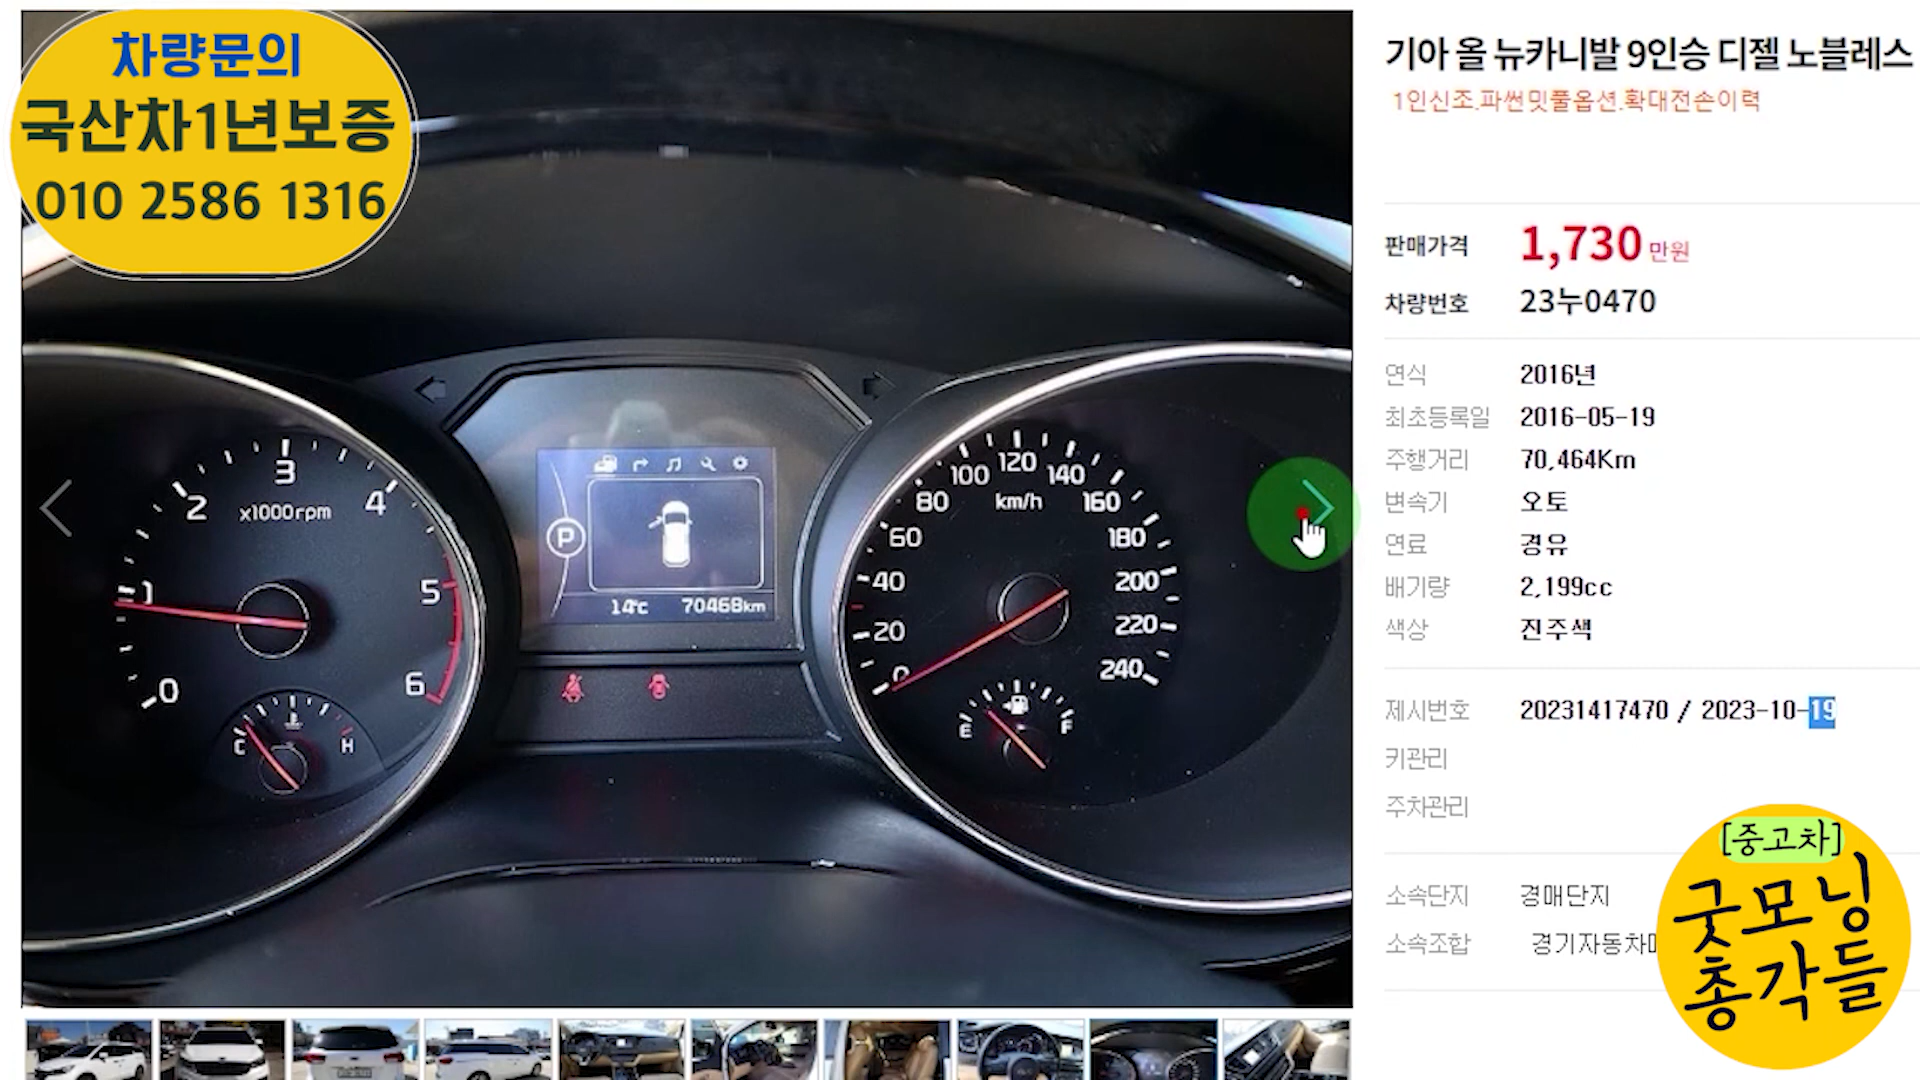 차량문의
국산차1년보증
010 2586 1316
기아 올 뉴카니발 9인승 디젤 노블레스
1인신조.파썬밋풀옵션.확대전손이력
판매가격 1,730 만원
차량번호 23누0470
연식 2016년
최초등록일 2016-05-19
주행거리 70,464Km
변속기 오토
연료 경유
배기량 2,199cc
색상 진주색
제시번호 20231417470 / 2023-10-19
키관리
주차관리
소속단지 경매단지
소속조합 경기자동차매
0 1 2 3 4 5 6
x1000rpm
C H
P
14℃ 70468km
0 20 40 60 80 100 120 140 160 180 200 220 240
km/h
E F
[중고차]
굿모닝
총각들